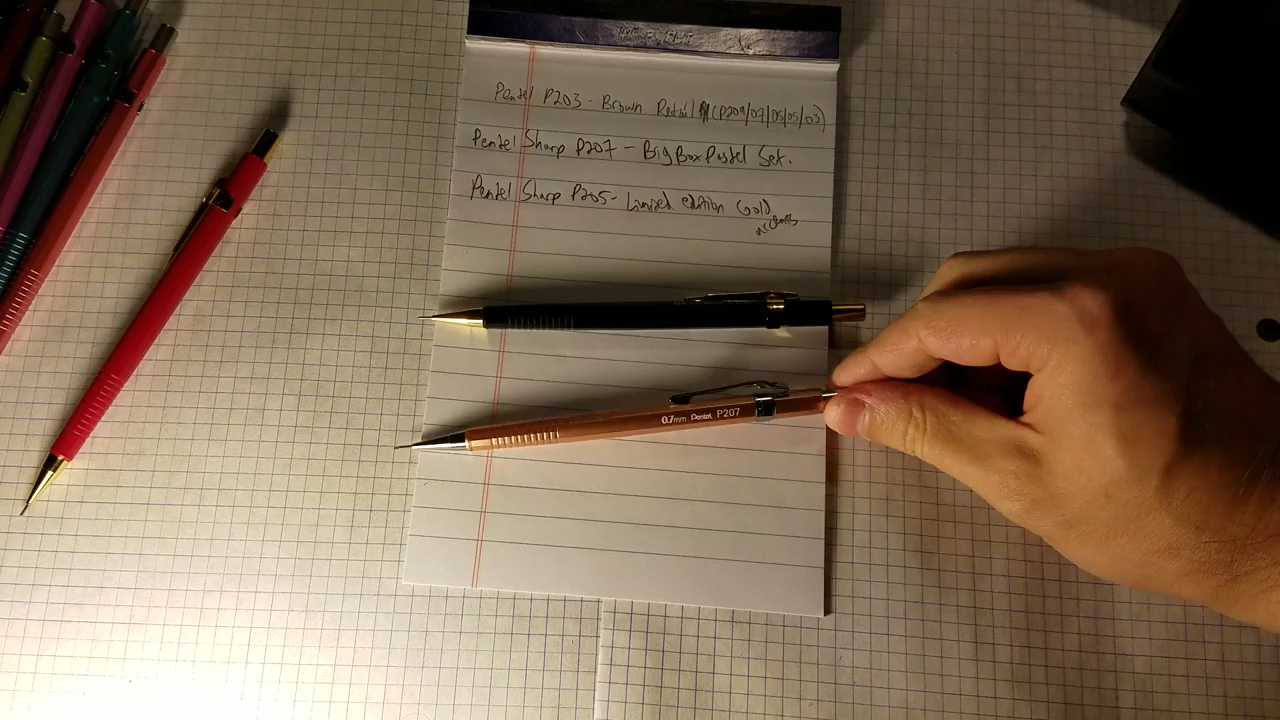 Pentel P203 - Brown Retail (P209/07/05/05/03)
Pentel Sharp P207 - Big Box Pastel Set.
Pentel Sharp P205 - Limited edition Gold
accents
0.7mm Pentel P207